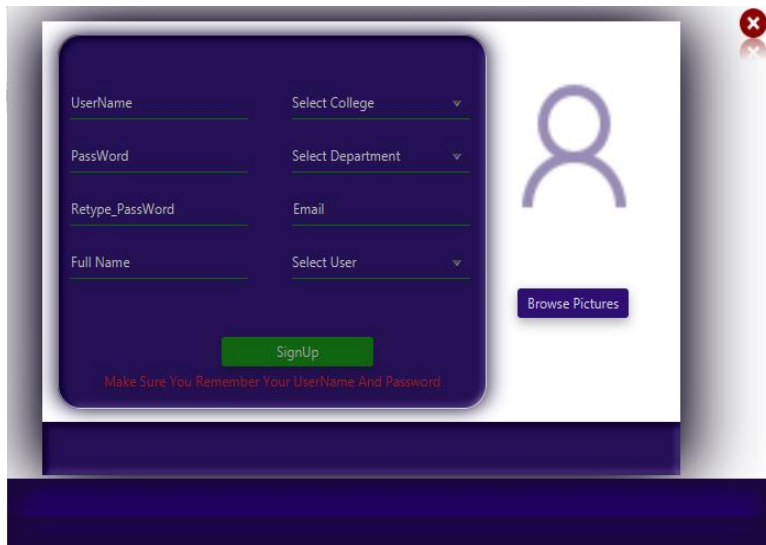 UserName
Select College
PassWord
Select Department
Retype_PassWord
Email
Full Name
Select User
Browse Pictures
SignUp
Make Sure You Remember Your UserName And Password